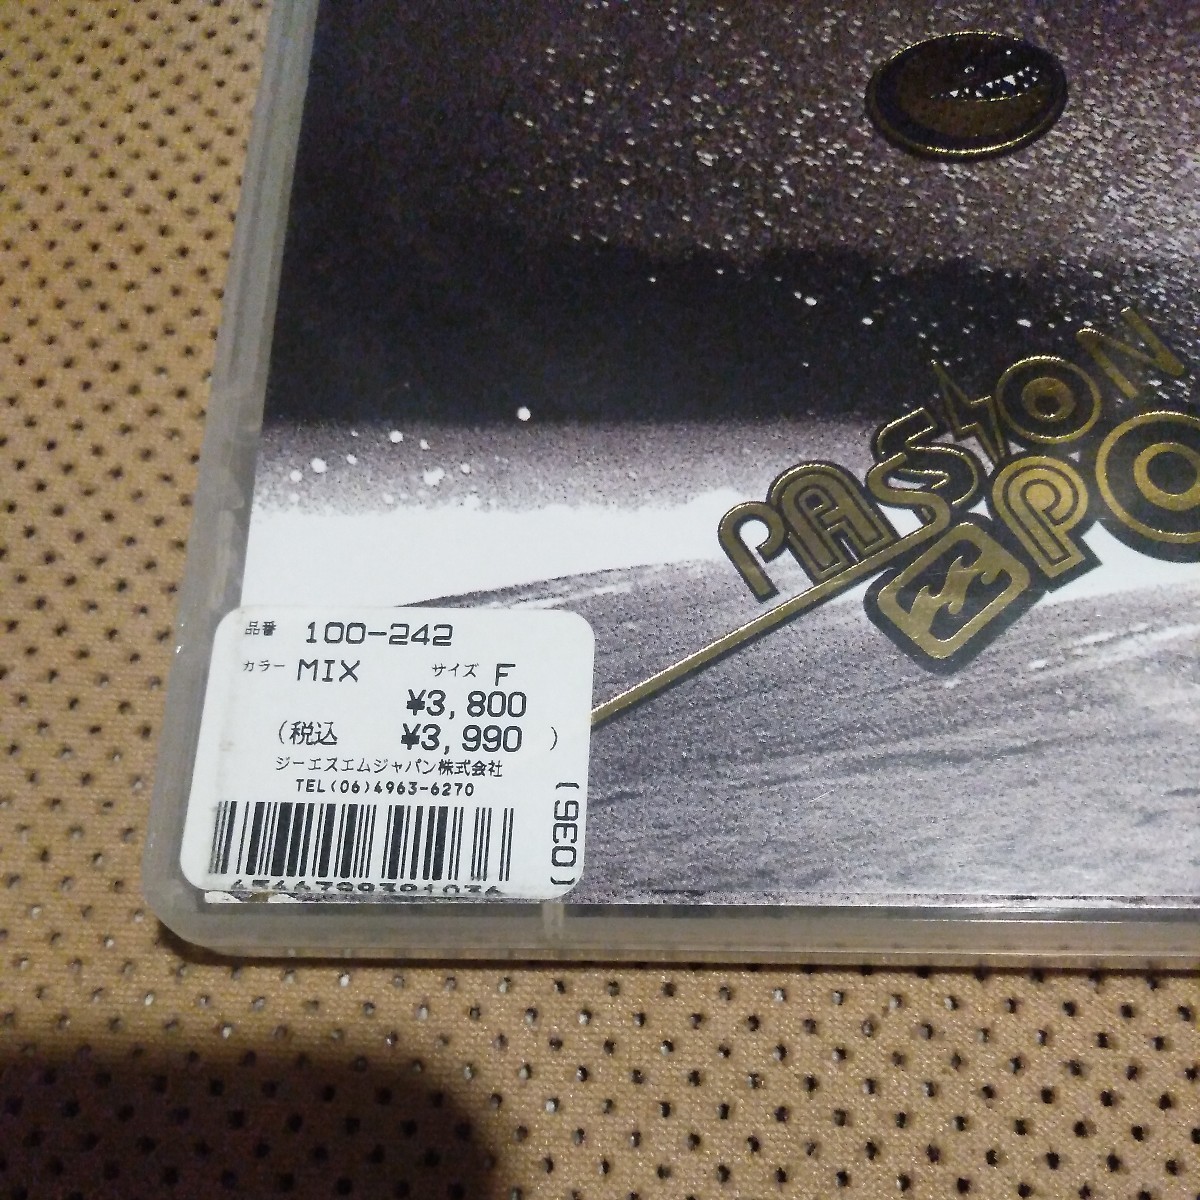 PASSION
PO
品番 100-242
カラー MIX サイズ F
¥3,800
(税込 ¥3,990 )
ジーエスエムジャパン株式会社
TEL(06)4963-6270
(036)